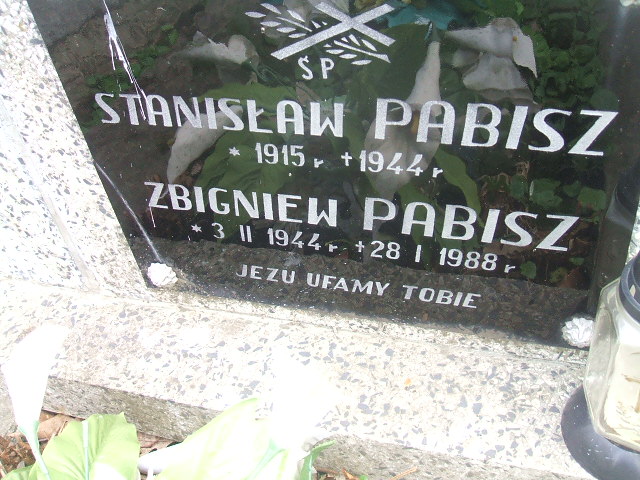 ŚP
STANISŁAW PABISZ
* 1915 r + 1944 r
ZBIGNIEW PABISZ
* 3 II 1944 r + 28 I 1988 r
JEZU UFAMY TOBIE